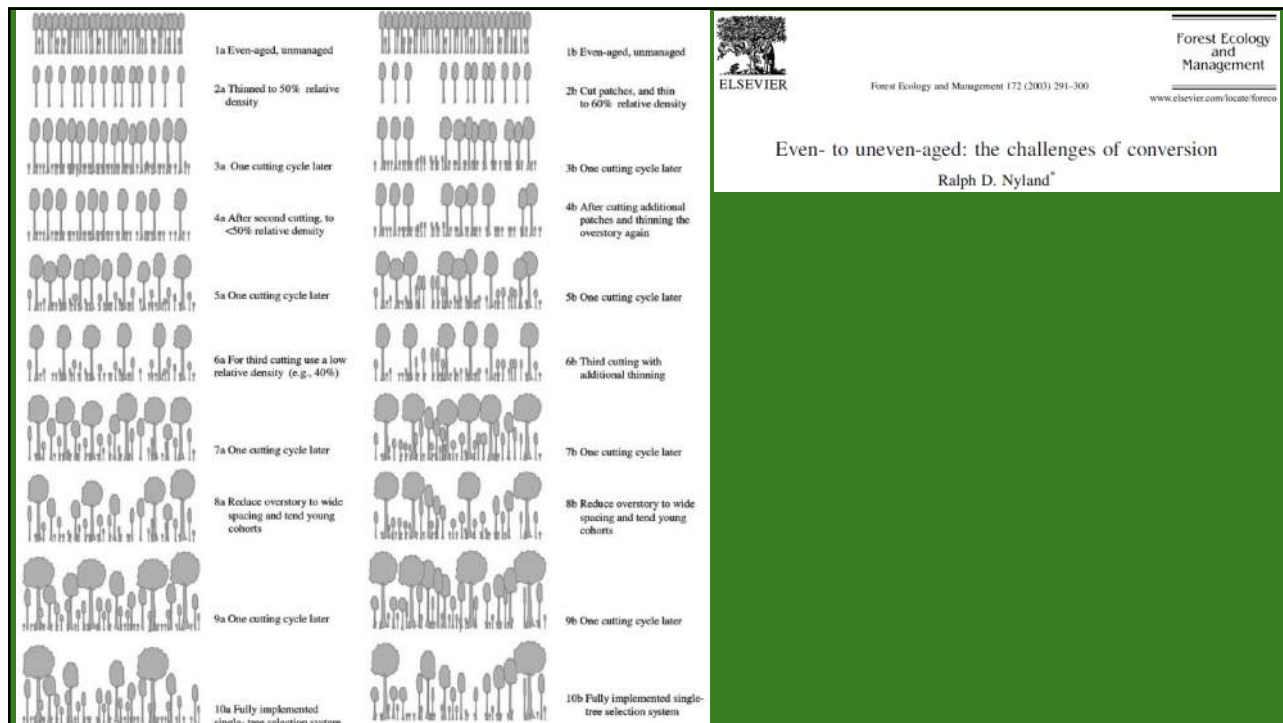 1a Even-aged, unmanaged
2a Thinned to 50% relative
density
3a One cutting cycle later
4a After second cutting, to
<50% relative density
5a One cutting cycle later
6a For third cutting use a low
relative density (e.g., 40%)
7a One cutting cycle later
8a Reduce overstory to wide
spacing and tend young
cohorts
9a One cutting cycle later
10a Fully implemented
single- tree selection system
1b Even-aged, unmanaged
2b Cut patches, and thin
to 60% relative density
3b One cutting cycle later
4b After cutting additional
patches and thinning the
overstory again
5b One cutting cycle later
6b Third cutting with
additional thinning
7b One cutting cycle later
8b Reduce overstory to wide
spacing and tend young
cohorts
9b One cutting cycle later
10b Fully implemented single-
tree selection system
ELSEVIER
Forest Ecology and Management 172 (2003) 291–300
Forest Ecology
and
Management
www.elsevier.com/locate/foreco
Even- to uneven-aged: the challenges of conversion
Ralph D. Nyland*